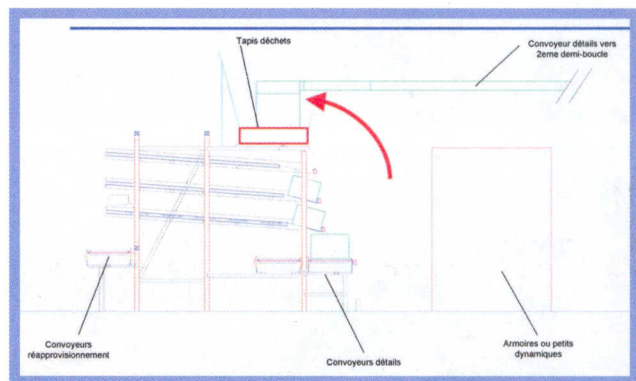 Tapis déchets
Convoyeur détails vers
2eme demi-boucle
Convoyeurs
réapprovisionnement
Convoyeurs détails
Armoires ou petits
dynamiques